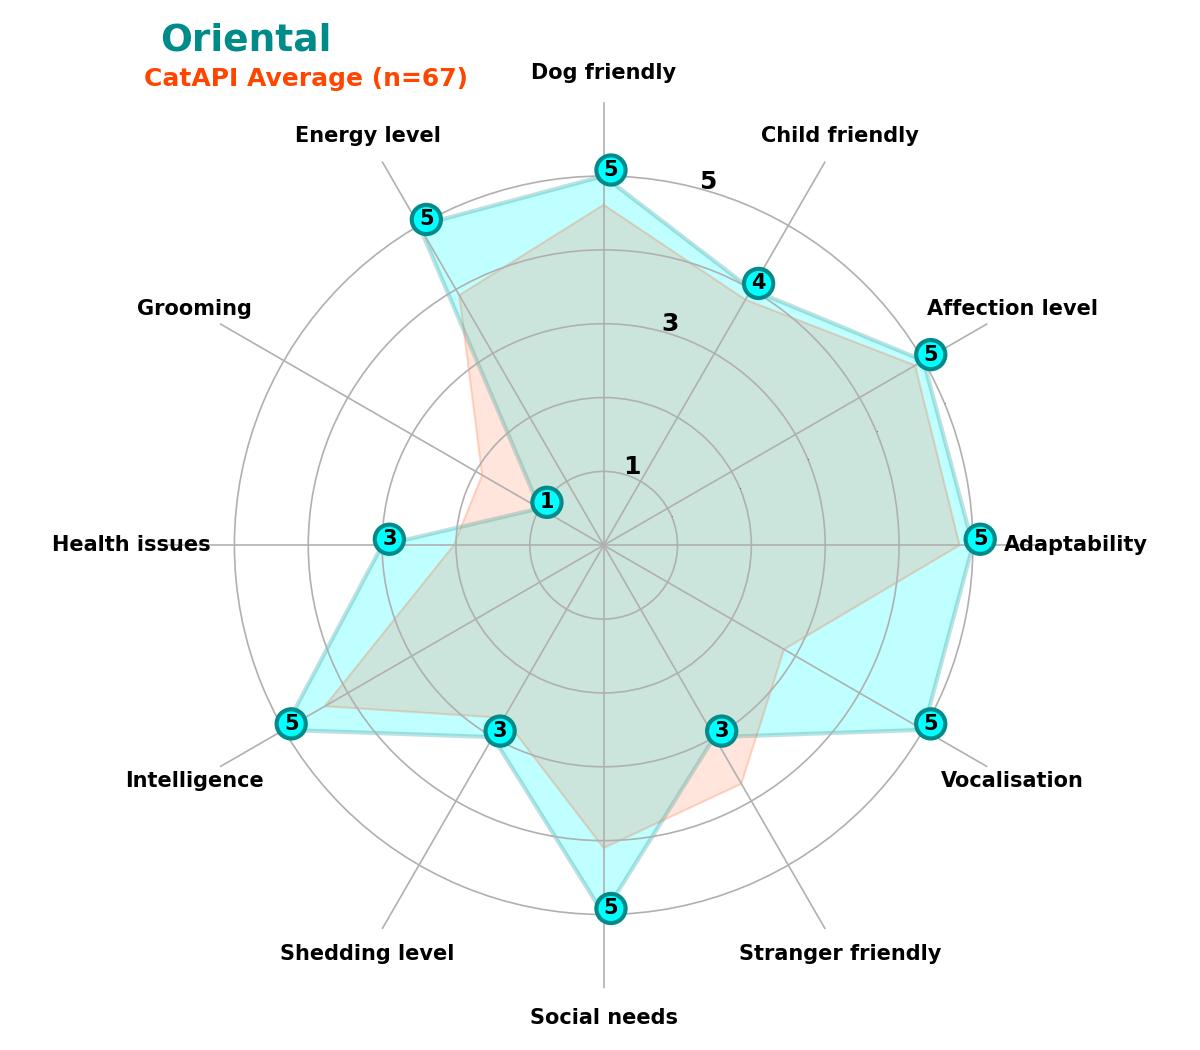 Oriental
CatAPI Average (n=67)
Dog friendly
Energy level
Child friendly
5
5
5
4
Grooming
Affection level
3
5
1
1
Health issues
3
5
Adaptability
5
3
3
5
Intelligence
Vocalisation
5
Shedding level
Stranger friendly
Social needs